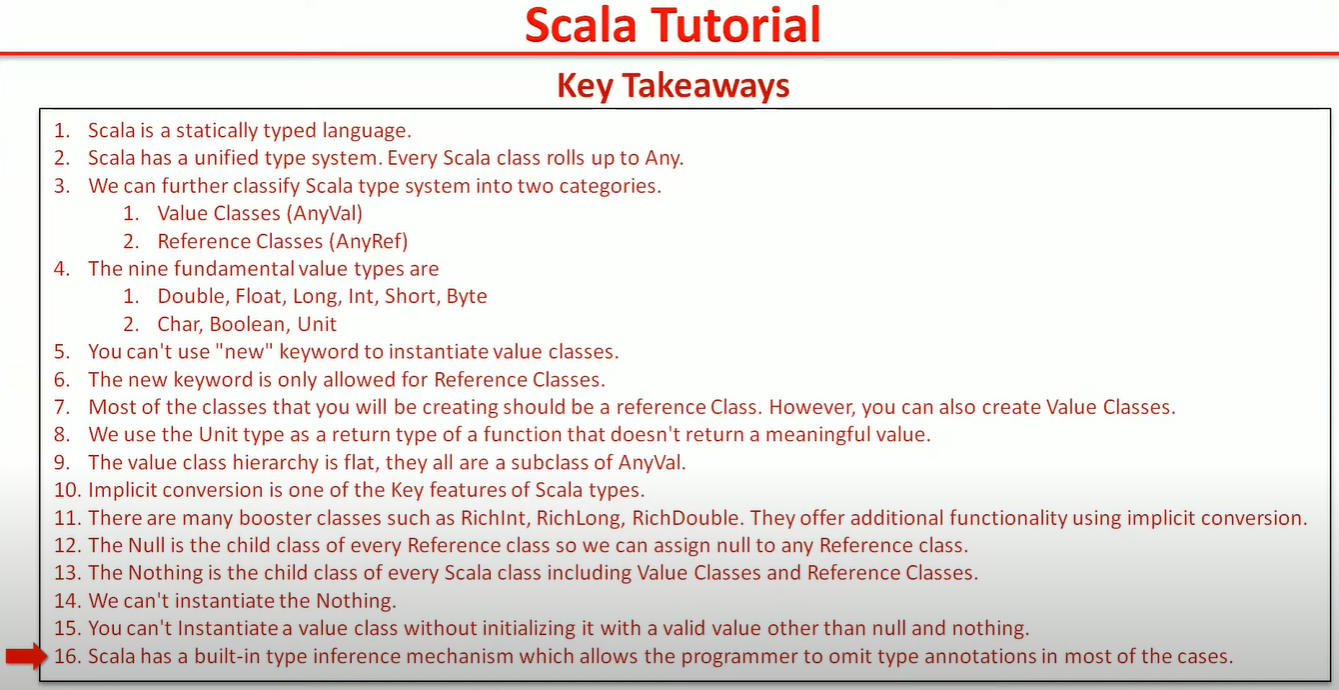 Scala Tutorial
Key Takeaways
1. Scala is a statically typed language.
2. Scala has a unified type system. Every Scala class rolls up to Any.
3. We can further classify Scala type system into two categories.
1. Value Classes (AnyVal)
2. Reference Classes (AnyRef)
4. The nine fundamental value types are
1. Double, Float, Long, Int, Short, Byte
2. Char, Boolean, Unit
5. You can't use "new" keyword to instantiate value classes.
6. The new keyword is only allowed for Reference Classes.
7. Most of the classes that you will be creating should be a reference Class. However, you can also create Value Classes.
8. We use the Unit type as a return type of a function that doesn't return a meaningful value.
9. The value class hierarchy is flat, they all are a subclass of AnyVal.
10. Implicit conversion is one of the Key features of Scala types.
11. There are many booster classes such as RichInt, RichLong, RichDouble. They offer additional functionality using implicit conversion.
12. The Null is the child class of every Reference class so we can assign null to any Reference class.
13. The Nothing is the child class of every Scala class including Value Classes and Reference Classes.
14. We can't instantiate the Nothing.
15. You can't Instantiate a value class without initializing it with a valid value other than null and nothing.
16. Scala has a built-in type inference mechanism which allows the programmer to omit type annotations in most of the cases.